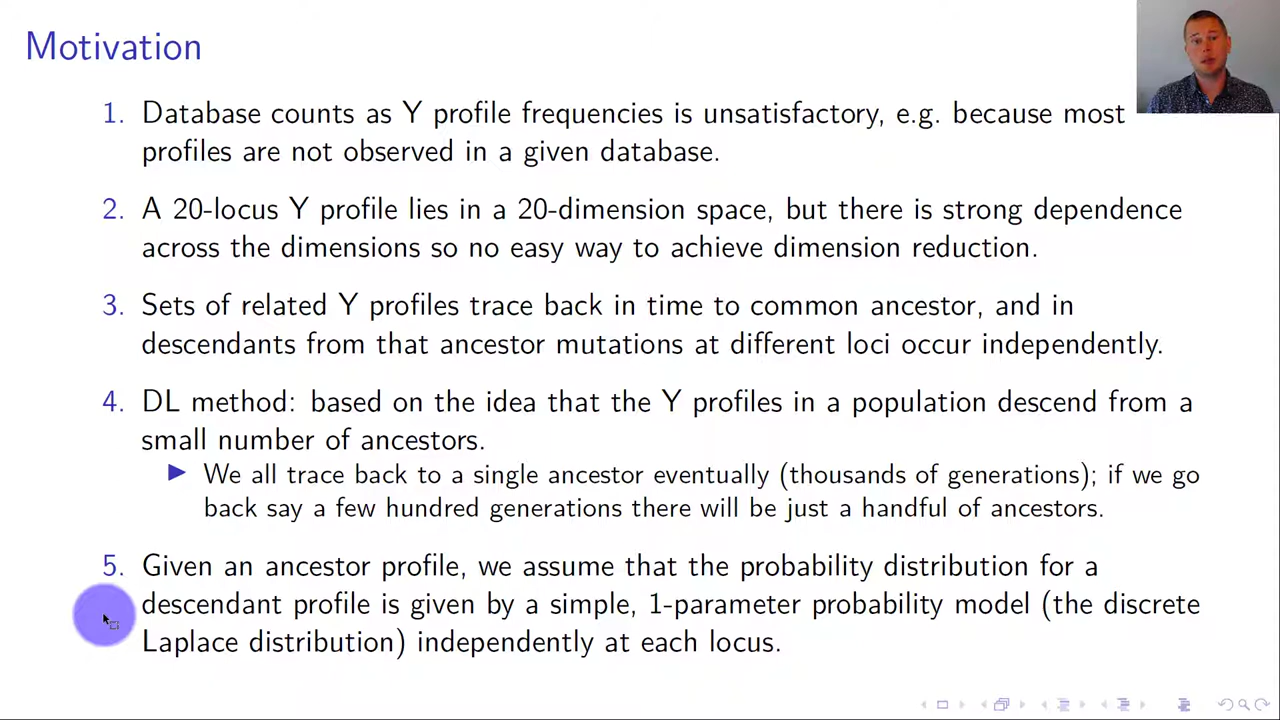 Motivation
1. Database counts as Y profile frequencies is unsatisfactory, e.g. because most
profiles are not observed in a given database.
2. A 20-locus Y profile lies in a 20-dimension space, but there is strong dependence
across the dimensions so no easy way to achieve dimension reduction.
3. Sets of related Y profiles trace back in time to common ancestor, and in
descendants from that ancestor mutations at different loci occur independently.
4. DL method: based on the idea that the Y profiles in a population descend from a
small number of ancestors.
We all trace back to a single ancestor eventually (thousands of generations); if we go
back say a few hundred generations there will be just a handful of ancestors.
5. Given an ancestor profile, we assume that the probability distribution for a
descendant profile is given by a simple, 1-parameter probability model (the discrete
Laplace distribution) independently at each locus.